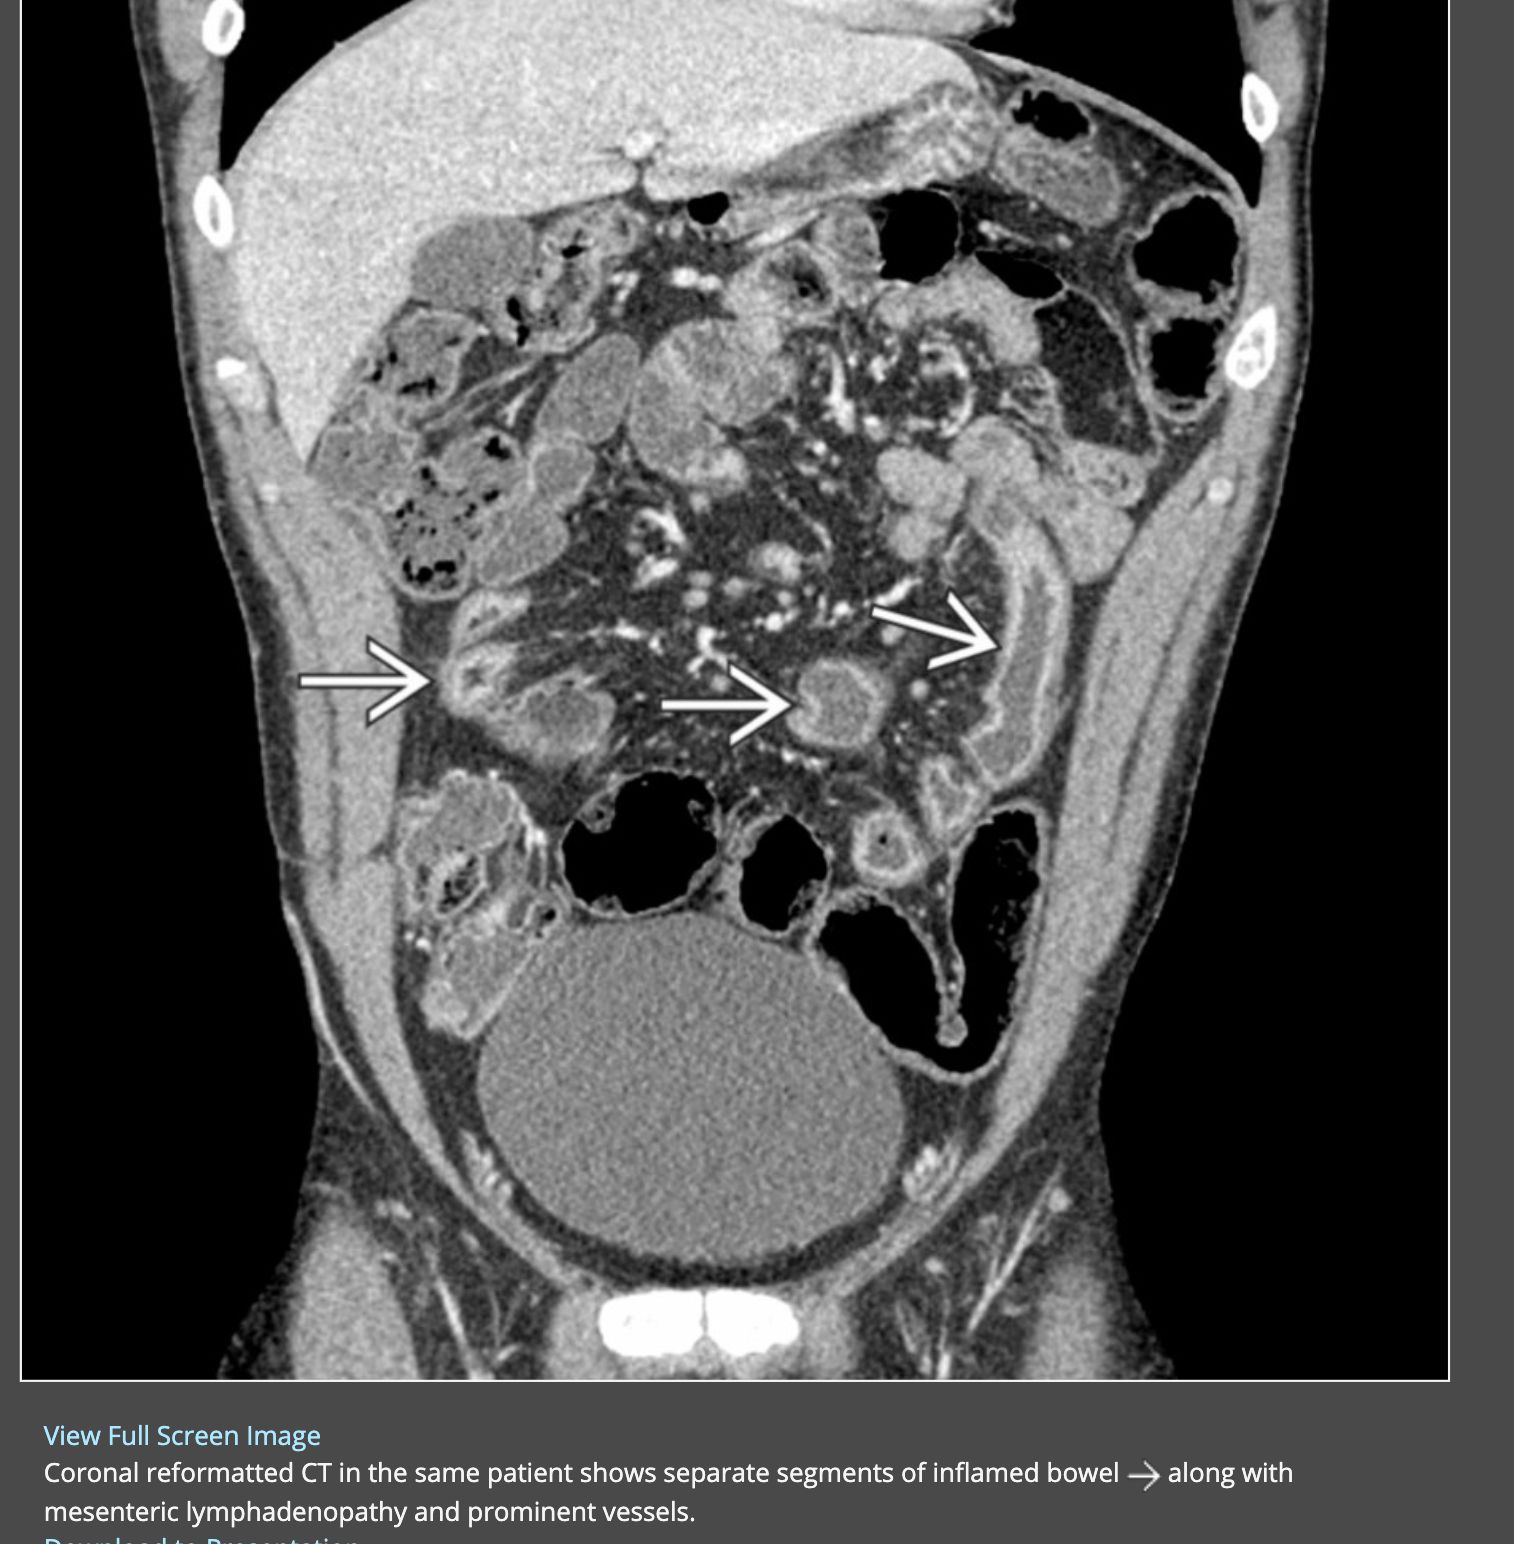 View Full Screen Image
Coronal reformatted CT in the same patient shows separate segments of inflamed bowel → along with
mesenteric lymphadenopathy and prominent vessels.